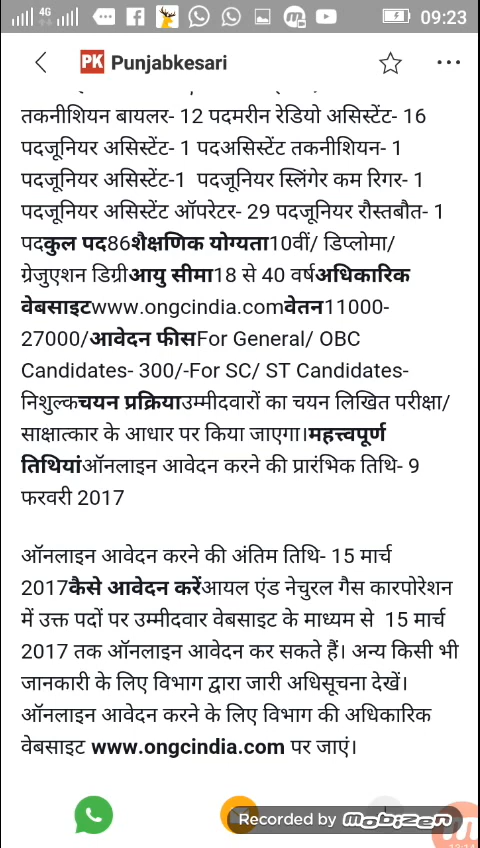 4G
09:23
PK Punjabkesari
तकनीशियन बायलर- 12 पदमरीन रेडियो असिस्टेंट- 16
पदजूनियर असिस्टेंट- 1 पदअसिस्टेंट तकनीशियन- 1
पदजूनियर असिस्टेंट-1 पदजूनियर स्लिंगेर कम रिगर- 1
पदजूनियर असिस्टेंट ऑपरेटर- 29 पदजूनियर रौस्तबौत- 1
पदकुल पद86शैक्षणिक योग्यता10वीं/ डिप्लोमा/
ग्रेजुएशन डिग्रीआयु सीमा18 से 40 वर्षअधिकारिक
वेबसाइटwww.ongcindia.comवेतन11000-
27000/आवेदन फीसFor General/ OBC
Candidates- 300/-For SC/ ST Candidates-
निशुल्कचयन प्रक्रियाउम्मीदवारों का चयन लिखित परीक्षा/
साक्षात्कार के आधार पर किया जाएगा।महत्त्वपूर्ण
तिथियांऑनलाइन आवेदन करने की प्रारंभिक तिथि- 9
फरवरी 2017
ऑनलाइन आवेदन करने की अंतिम तिथि- 15 मार्च
2017कैसे आवेदन करेंआयल एंड नेचुरल गैस कारपोरेशन
में उक्त पदों पर उम्मीदवार वेबसाइट के माध्यम से 15 मार्च
2017 तक ऑनलाइन आवेदन कर सकते हैं। अन्य किसी भी
जानकारी के लिए विभाग द्वारा जारी अधिसूचना देखें।
ऑनलाइन आवेदन करने के लिए विभाग की अधिकारिक
वेबसाइट www.ongcindia.com पर जाएं।
Recorded by Mobizen